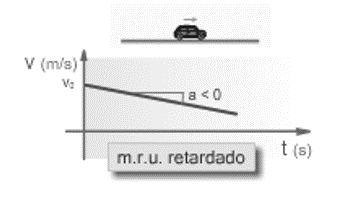 V (m/s)
v₀
a < 0
t (s)
m.r.u. retardado